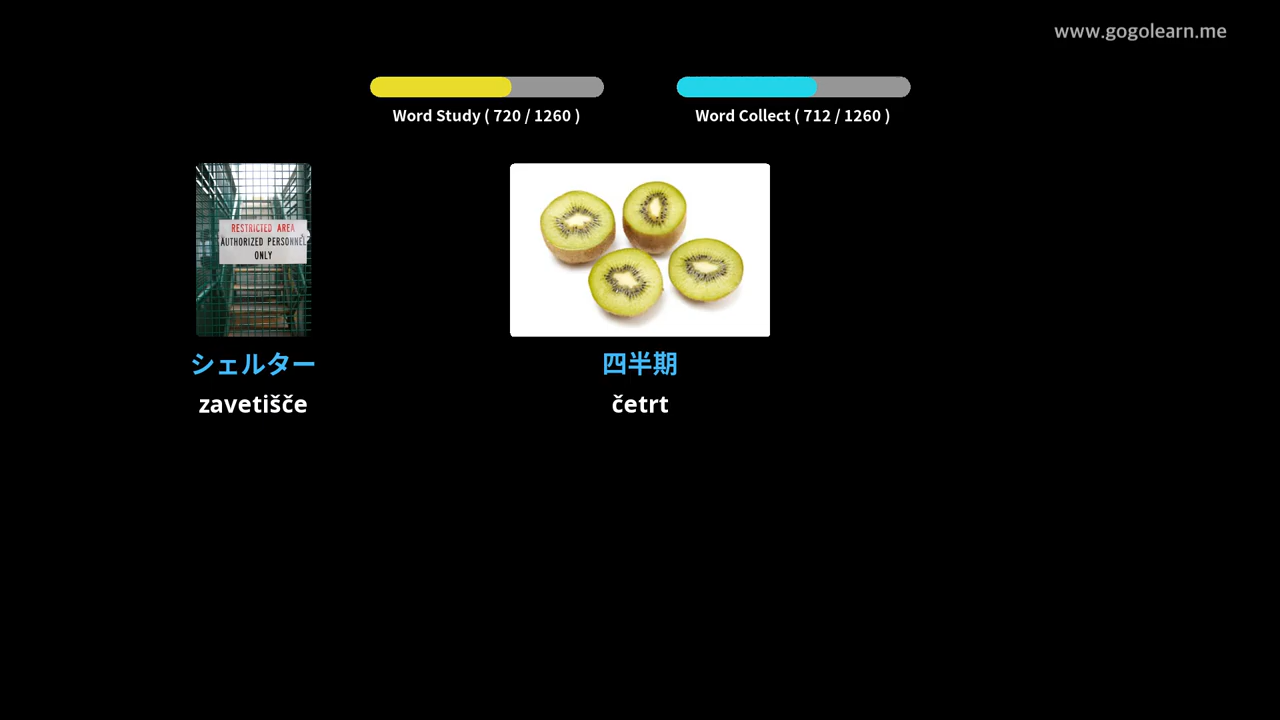 www.gogolearn.me
Word Study ( 720 / 1260 )
Word Collect ( 712 / 1260 )
RESTRICTED AREA
AUTHORIZED PERSONNEL
ONLY
シェルター
四半期
zavetišče
četrt